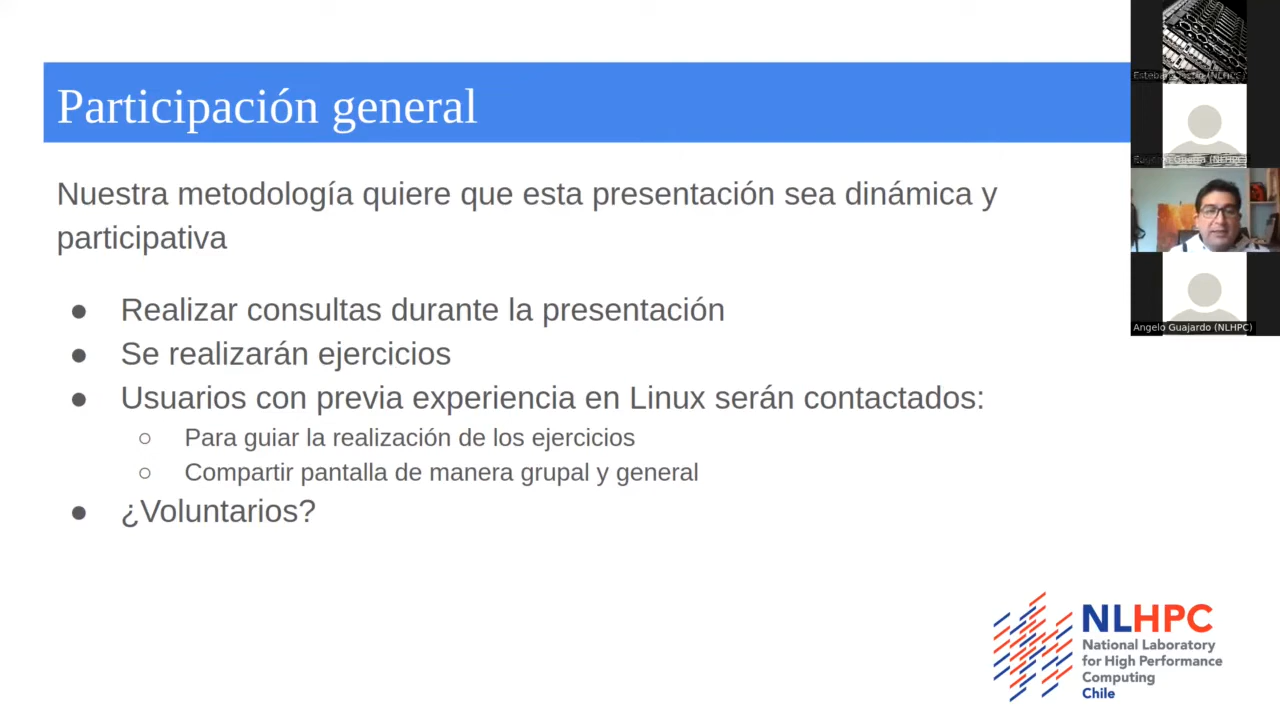 Participación general
Nuestra metodología quiere que esta presentación sea dinámica y
participativa
● Realizar consultas durante la presentación
● Se realizarán ejercicios
● Usuarios con previa experiencia en Linux serán contactados:
○ Para guiar la realización de los ejercicios
○ Compartir pantalla de manera grupal y general
● ¿Voluntarios?
(NLHPC)
(NLHPC)
Angelo Guajardo (NLHPC)
NLHPC
National Laboratory
for High Performance
Computing
Chile